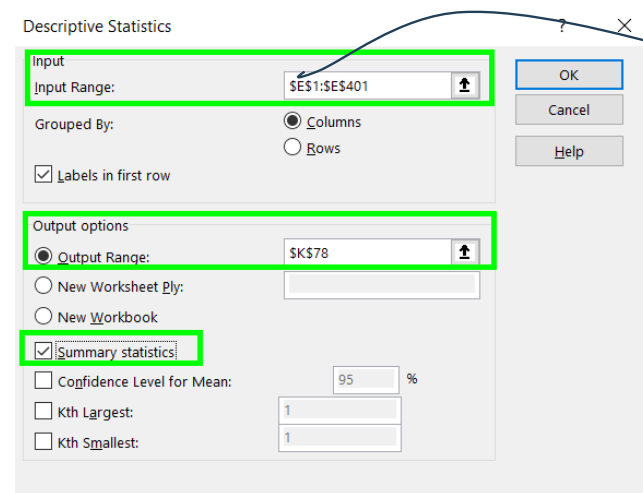 Descriptive Statistics ?
Input
Input Range: $E$1:$E$401
OK
Cancel
Help
Grouped By: Columns
Rows
Labels in first row
Output options
Output Range: $K$78
New Worksheet Ply:
New Workbook
Summary statistics
Confidence Level for Mean: 95 %
Kth Largest: 1
Kth Smallest: 1